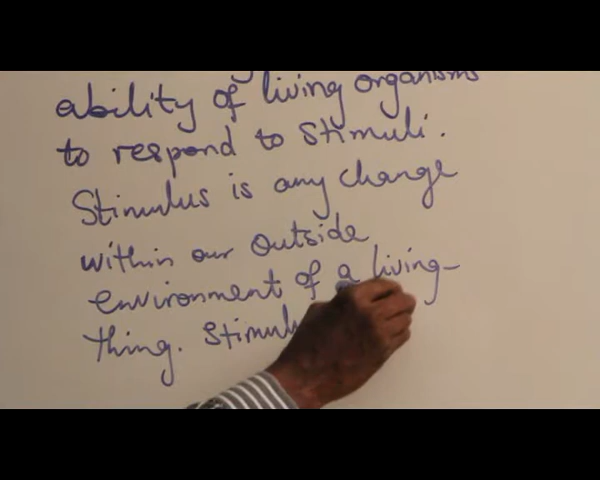 ability of living organisms
to respond to stimuli.
Stimulus is any change
within our outside
environment of a living-
thing. Stimul